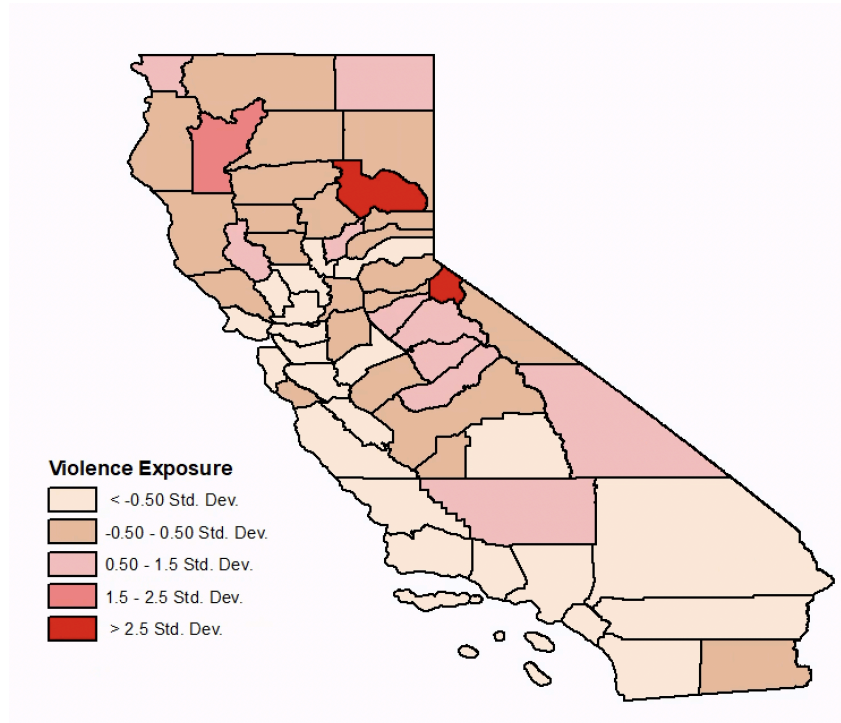 Violence Exposure
< -0.50 Std. Dev.
-0.50 - 0.50 Std. Dev.
0.50 - 1.5 Std. Dev.
1.5 - 2.5 Std. Dev.
> 2.5 Std. Dev.